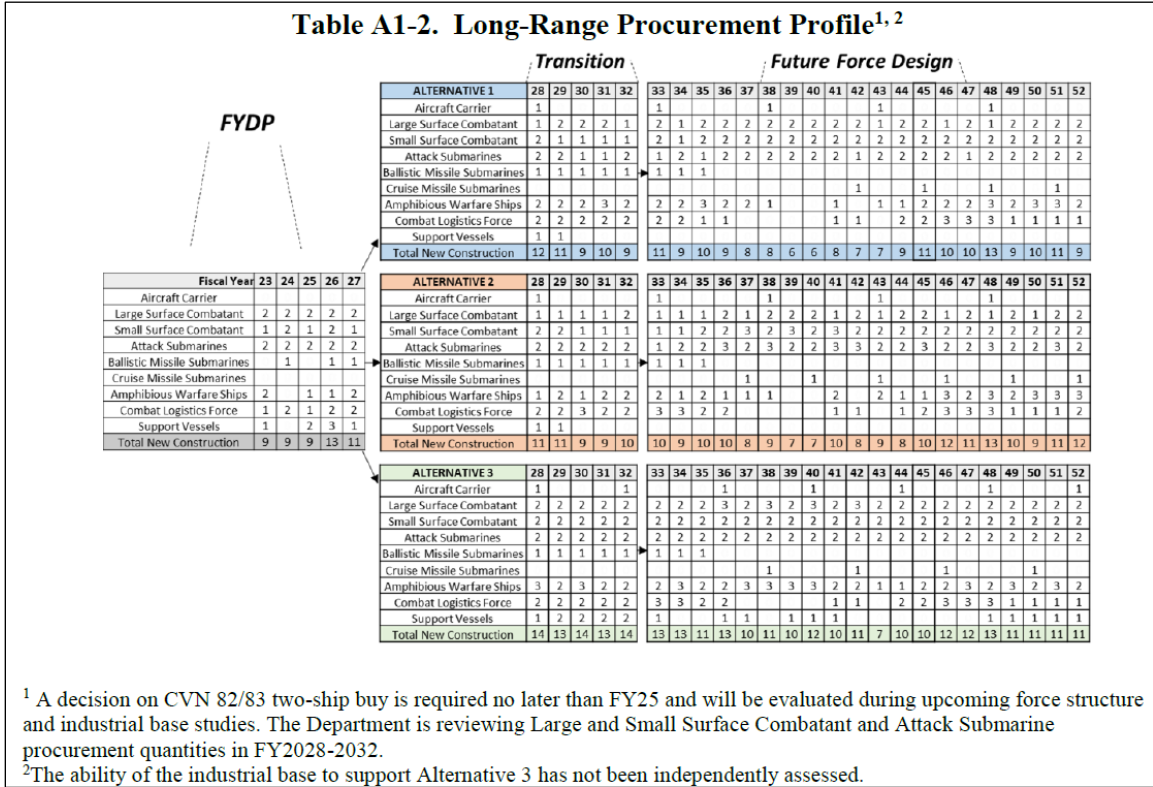 Table A1-2. Long-Range Procurement Profile1, 2
Transition Future Force Design
FYDP
ALTERNATIVE 1 28 29 30 31 32 33 34 35 36 37 38 39 40 41 42 43 44 45 46 47 48 49 50 51 52
Aircraft Carrier 1 1 1 1 1
Large Surface Combatant 1 2 2 2 1 2 1 2 2 2 2 2 2 2 2 1 2 2 1 2 1 2 2 2 2
Small Surface Combatant 2 1 1 1 1 2 1 2 2 2 2 2 2 2 2 2 2 2 2 2 2 2 2 2 2
Attack Submarines 2 2 1 1 2 1 2 1 2 2 2 2 2 2 1 2 2 2 2 1 2 2 2 2 2
Ballistic Missile Submarines 1 1 1 1 1 1 1 1
Cruise Missile Submarines 1 1 1 1
Amphibious Warfare Ships 2 2 2 3 2 2 2 3 2 2 1 1 1 1 2 2 2 3 2 3 3 2
Combat Logistics Force 2 2 2 2 2 2 2 1 1 1 1 2 2 3 3 3 1 1 1 1
Support Vessels 1 1
Total New Construction 12 11 9 10 9 11 9 10 9 8 8 6 6 8 7 7 9 11 10 10 13 9 10 11 9
Fiscal Year 23 24 25 26 27
Aircraft Carrier
Large Surface Combatant 2 2 2 2 2
Small Surface Combatant 1 2 1 2 1
Attack Submarines 2 2 2 2 2
Ballistic Missile Submarines 1 1 1
Cruise Missile Submarines
Amphibious Warfare Ships 2 1 1 2
Combat Logistics Force 1 2 1 2 2
Support Vessels 1 2 3 1
Total New Construction 9 9 9 13 11
ALTERNATIVE 2 28 29 30 31 32 33 34 35 36 37 38 39 40 41 42 43 44 45 46 47 48 49 50 51 52
Aircraft Carrier 1 1 1 1 1
Large Surface Combatant 1 1 1 1 2 1 1 1 2 1 2 2 2 1 2 1 2 2 1 2 1 2 1 2 2
Small Surface Combatant 2 2 1 1 1 1 1 2 2 3 2 3 2 3 2 2 2 2 2 2 2 2 2 2 2
Attack Submarines 2 2 2 2 2 1 2 2 3 2 3 2 2 3 3 2 2 3 2 2 3 2 2 3 2
Ballistic Missile Submarines 1 1 1 1 1 1 1 1
Cruise Missile Submarines 1 1 1 1 1 1
Amphibious Warfare Ships 1 2 1 2 2 2 1 2 1 1 1 2 2 1 1 3 2 3 2 3 3 3
Combat Logistics Force 2 2 3 2 2 3 3 2 2 1 1 1 2 3 3 3 1 1 1 2
Support Vessels 1 1
Total New Construction 11 11 9 9 10 10 9 10 10 8 9 7 7 10 8 9 8 10 12 11 13 10 9 11 12
ALTERNATIVE 3 28 29 30 31 32 33 34 35 36 37 38 39 40 41 42 43 44 45 46 47 48 49 50 51 52
Aircraft Carrier 1 1 1 1 1 1 1
Large Surface Combatant 2 2 2 2 2 2 2 2 3 2 3 2 3 2 3 2 2 2 2 2 2 2 2 2 2
Small Surface Combatant 2 2 2 2 2 2 2 2 2 2 2 2 2 2 2 2 2 2 2 2 2 2 2 2 2
Attack Submarines 2 2 2 2 2 2 2 2 2 2 2 2 2 2 2 2 2 2 2 2 2 2 2 2 2
Ballistic Missile Submarines 1 1 1 1 1 1 1 1
Cruise Missile Submarines 1 1 1 1
Amphibious Warfare Ships 3 2 3 2 2 2 3 2 2 3 3 3 3 2 2 1 1 2 2 3 2 3 2 3 2
Combat Logistics Force 2 2 2 2 2 3 3 2 2 1 1 2 2 3 3 3 1 1 1 1
Support Vessels 1 2 2 2 2 1 1 1 1 1 1 1 1 1 1 1
Total New Construction 14 13 14 13 14 13 13 11 13 10 11 10 12 10 11 7 10 10 12 12 13 11 11 11 11
1 A decision on CVN 82/83 two-ship buy is required no later than FY25 and will be evaluated during upcoming force structure
and industrial base studies. The Department is reviewing Large and Small Surface Combatant and Attack Submarine
procurement quantities in FY2028-2032.
2The ability of the industrial base to support Alternative 3 has not been independently assessed.